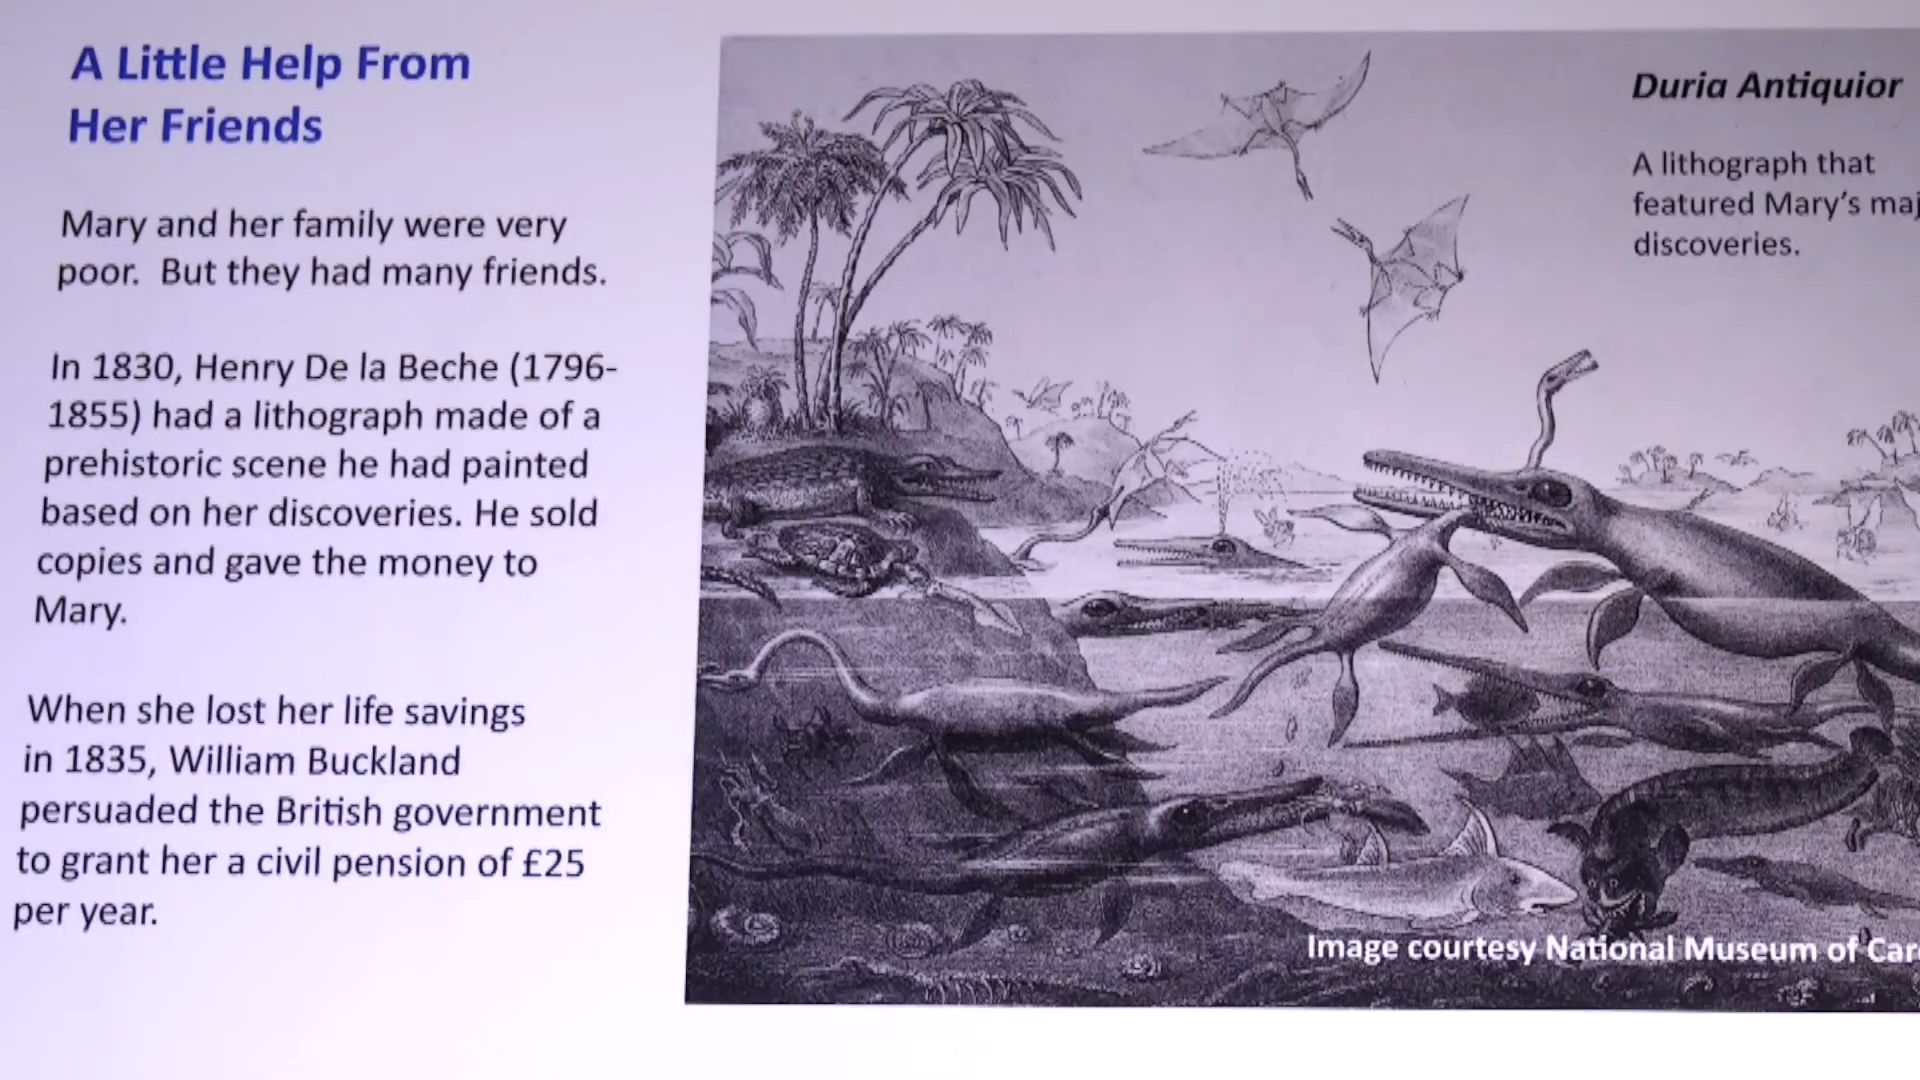 A Little Help From
Her Friends
Mary and her family were very
poor. But they had many friends.
In 1830, Henry De la Beche (1796-
1855) had a lithograph made of a
prehistoric scene he had painted
based on her discoveries. He sold
copies and gave the money to
Mary.
When she lost her life savings
in 1835, William Buckland
persuaded the British government
to grant her a civil pension of £25
per year.
Duria Antiquior
A lithograph that
featured Mary's
discoveries.
Image courtesy National Museum of